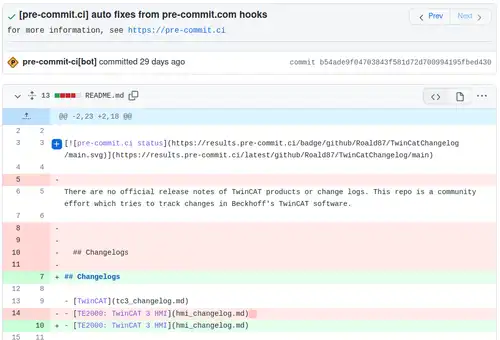 [pre-commit.ci] auto fixes from pre-commit.com hooks
Prev
Next
for more information, see https://pre-commit.ci
pre-commit-ci[bot] committed 29 days ago
commit b54ade9f04703843f581d72d700994195fbed430
13
README.md
@@ -2,23 +2,18 @@
2 2
3 3 [![pre-commit.ci status](https://results.pre-commit.ci/badge/github/Roald87/TwinCatChangelog
/main.svg)](https://results.pre-commit.ci/latest/github/Roald87/TwinCatChangelog/main)
4 4
5 -
6 5 There are no official release notes of TwinCAT products or change logs. This repo is a community
effort which tries to track changes in Beckhoff's TwinCAT software.
7 6
8 -
9 -
10 - ## Changelogs
11 -
7 + ## Changelogs
12 8
13 9 - [TwinCAT](tc3_changelog.md)
14 - - [TE2000: TwinCAT 3 HMI](hmi_changelog.md)
10 + - [TE2000: TwinCAT 3 HMI](hmi_changelog.md)
15 11